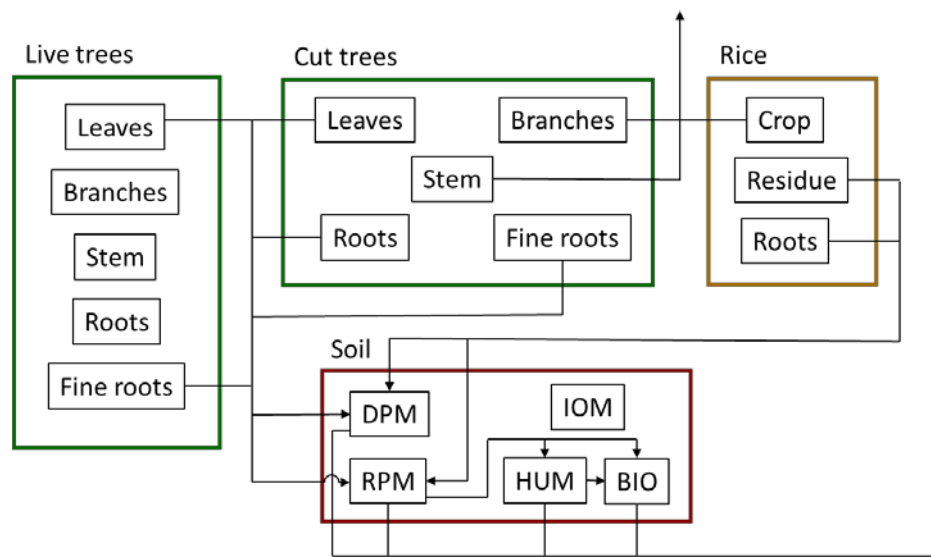 Live trees
Leaves
Branches
Stem
Roots
Fine roots
Cut trees
Leaves
Branches
Stem
Roots
Fine roots
Rice
Crop
Residue
Roots
Soil
DPM
IOM
RPM
HUM
BIO